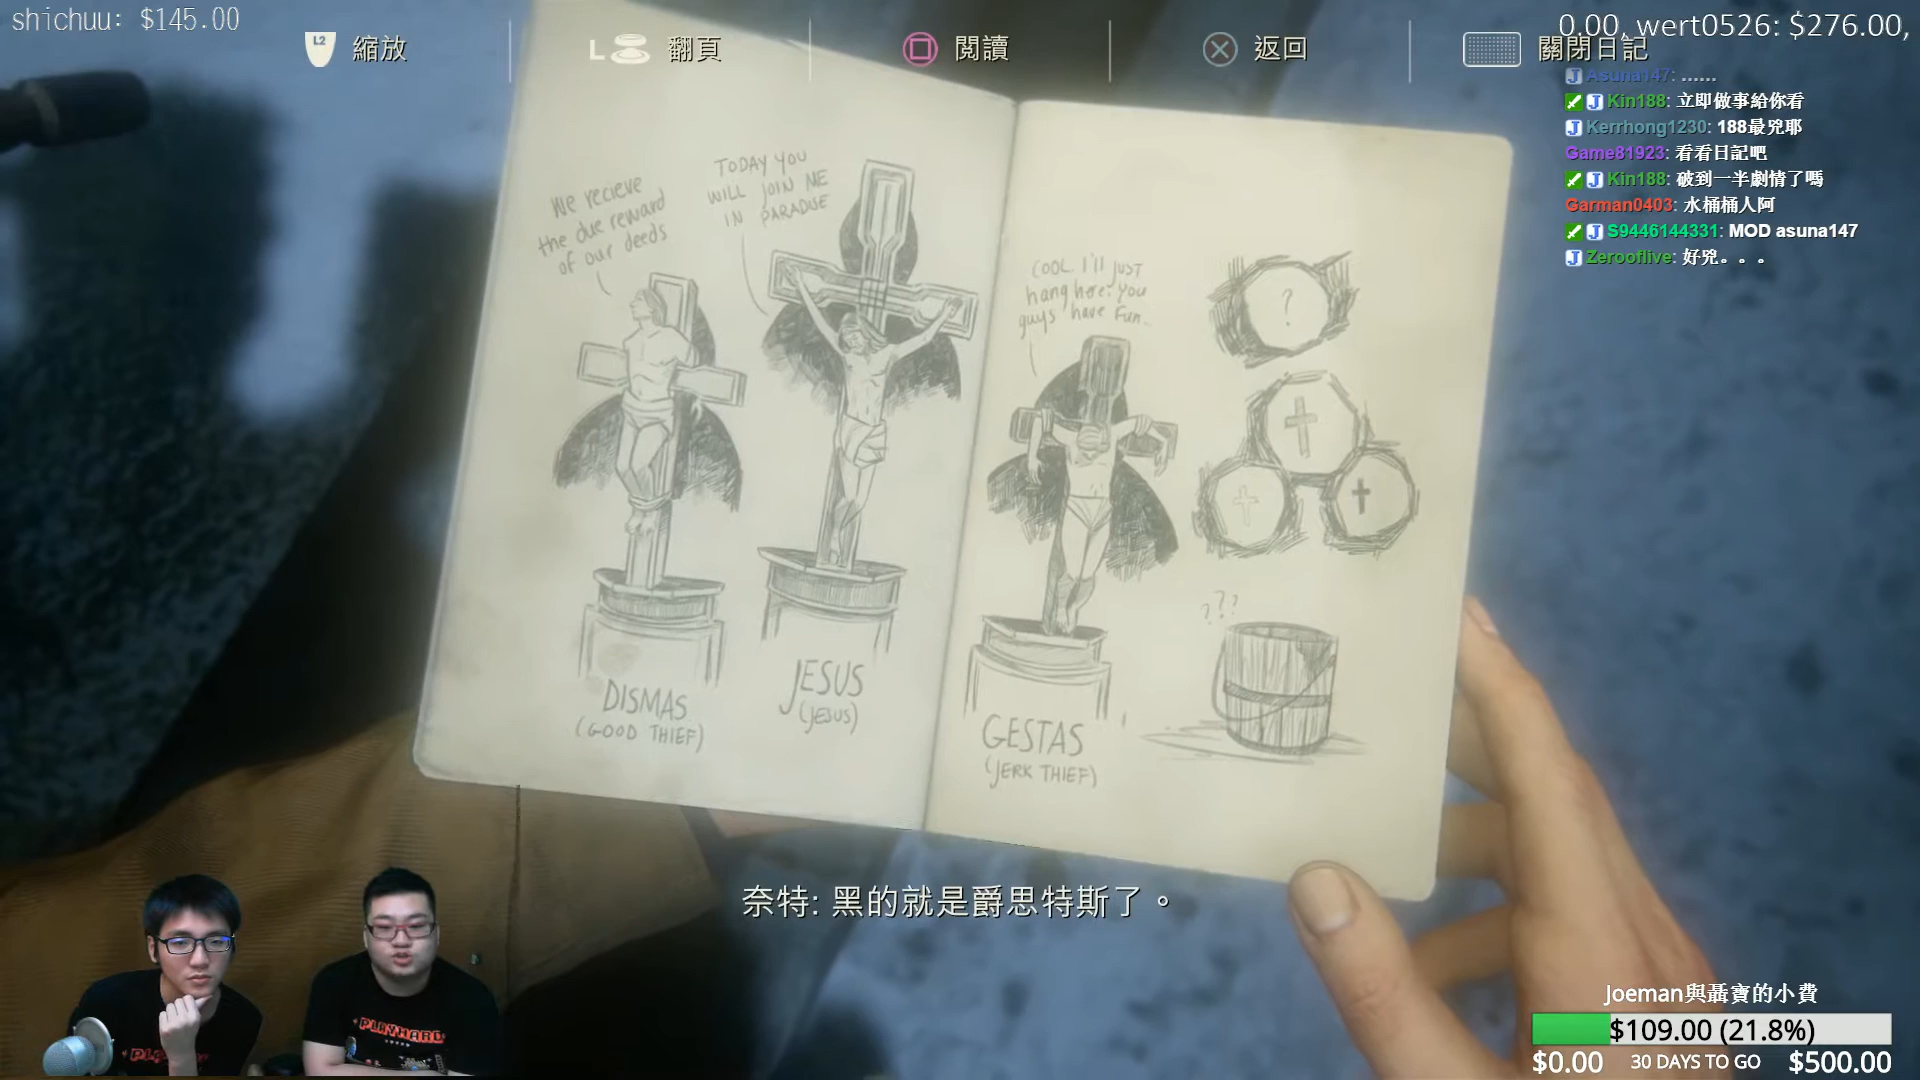 shichuu: $145.00
0.00, wert0526: $276.00,
L2 縮放
L 翻頁
閱讀
返回
關閉日記
Asuna147: ......
Kin188: 立即做事給你看
Kerrhong1230: 188最兇耶
Game81923: 看看日記吧
Kin188: 破到一半劇情了嗎
Garman0403: 水桶桶人阿
S9446144331: MOD asuna147
Zerooflive: 好兇。。。
We recieve
the due reward
of our deeds
TODAY YOU
WILL JOIN ME
IN PARADISE
COOL. I'll JUST
hang here. you
guys have fun..
?
???
DISMAS
(GOOD THIEF)
JESUS
(JESUS)
GESTAS
(JERK THIEF)
奈特: 黑的就是爵思特斯了。
PLAYHARD
Joeman與聶寶的小費
$109.00 (21.8%)
$0.00
30 DAYS TO GO
$500.00